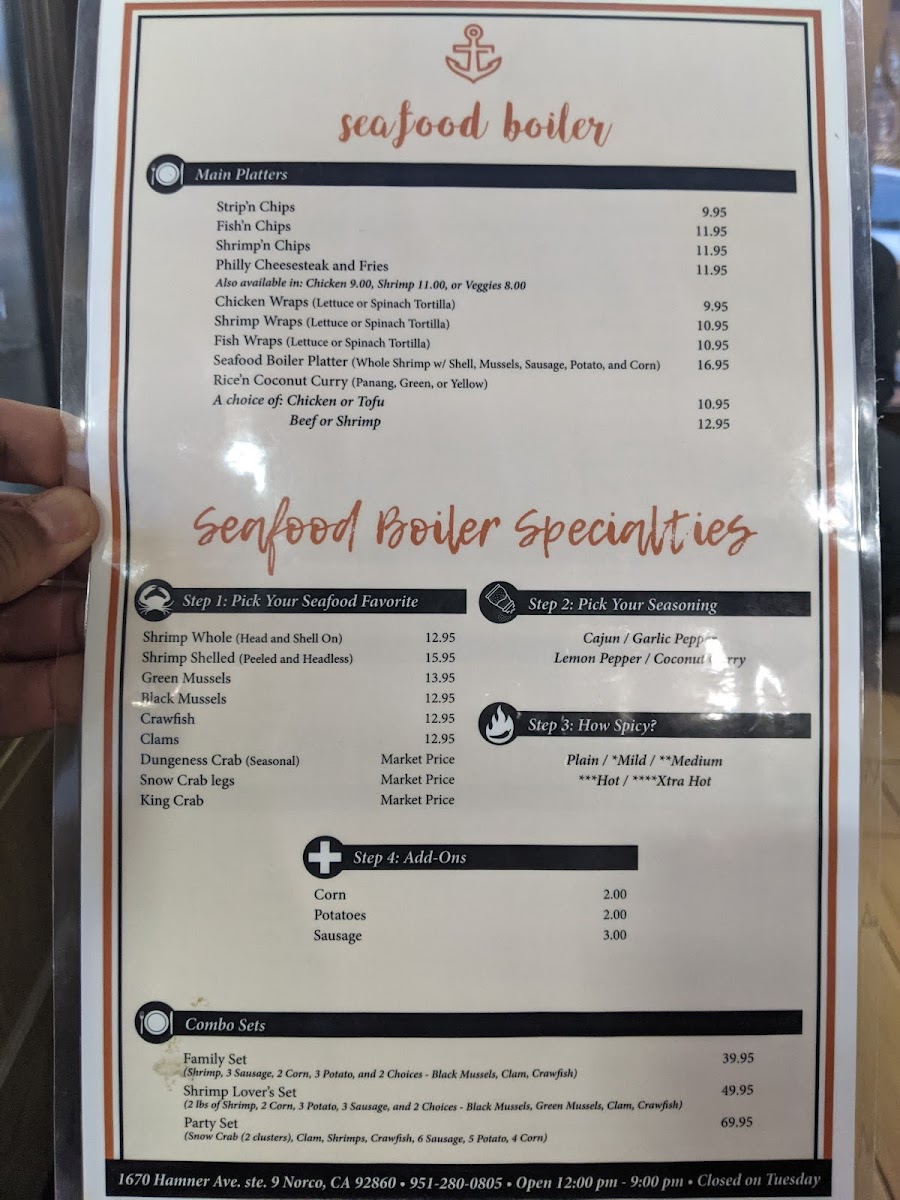 seafood boiler
Main Platters
Strip'n Chips 9.95
Fish'n Chips 11.95
Shrimp'n Chips 11.95
Philly Cheesesteak and Fries 11.95
Also available in: Chicken 9.00, Shrimp 11.00, or Veggies 8.00
Chicken Wraps (Lettuce or Spinach Tortilla) 9.95
Shrimp Wraps (Lettuce or Spinach Tortilla) 10.95
Fish Wraps (Lettuce or Spinach Tortilla) 10.95
Seafood Boiler Platter (Whole Shrimp w/ Shell, Mussels, Sausage, Potato, and Corn) 16.95
Rice'n Coconut Curry (Panang, Green, or Yellow)
A choice of: Chicken or Tofu 10.95
Beef or Shrimp 12.95
Seafood Boiler Specialties
Step 1: Pick Your Seafood Favorite
Shrimp Whole (Head and Shell On) 12.95
Shrimp Shelled (Peeled and Headless) 15.95
Green Mussels 13.95
Black Mussels 12.95
Crawfish 12.95
Clams 12.95
Dungeness Crab (Seasonal) Market Price
Snow Crab legs Market Price
King Crab Market Price
Step 2: Pick Your Seasoning
Cajun / Garlic Pepper
Lemon Pepper / Coconut Curry
Step 3: How Spicy?
Plain / *Mild / **Medium
***Hot / ****Xtra Hot
Step 4: Add-Ons
Corn 2.00
Potatoes 2.00
Sausage 3.00
Combo Sets
Family Set 39.95
(Shrimp, 3 Sausage, 2 Corn, 3 Potato, and 2 Choices - Black Mussels, Clam, Crawfish)
Shrimp Lover's Set 49.95
(2 lbs of Shrimp, 2 Corn, 3 Potato, 3 Sausage, and 2 Choices - Black Mussels, Green Mussels, Clam, Crawfish)
Party Set 69.95
(Snow Crab (2 clusters), Clam, Shrimps, Crawfish, 6 Sausage, 5 Potato, 4 Corn)
1670 Hamner Ave. ste. 9 Norco, CA 92860 • 951-280-0805 • Open 12:00 pm - 9:00 pm • Closed on Tuesday